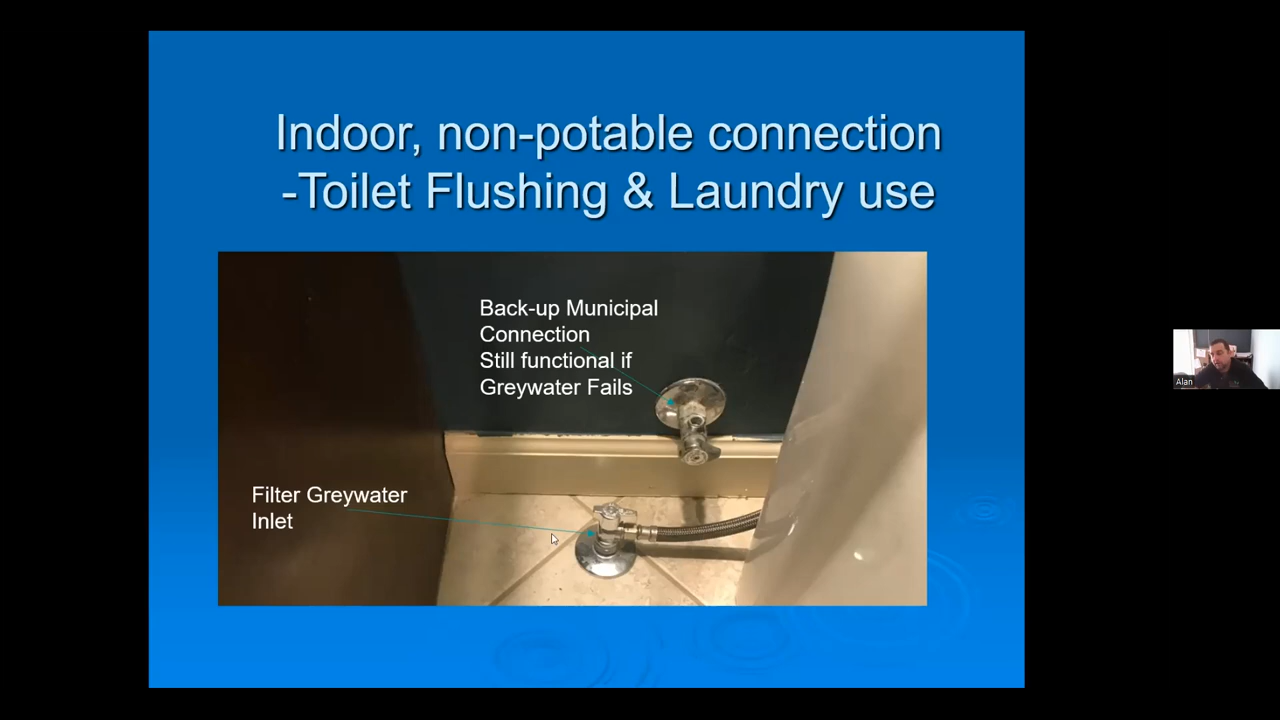 Indoor, non-potable connection
-Toilet Flushing & Laundry use
Back-up Municipal
Connection
Still functional if
Greywater Fails
Filter Greywater
Inlet
Alan